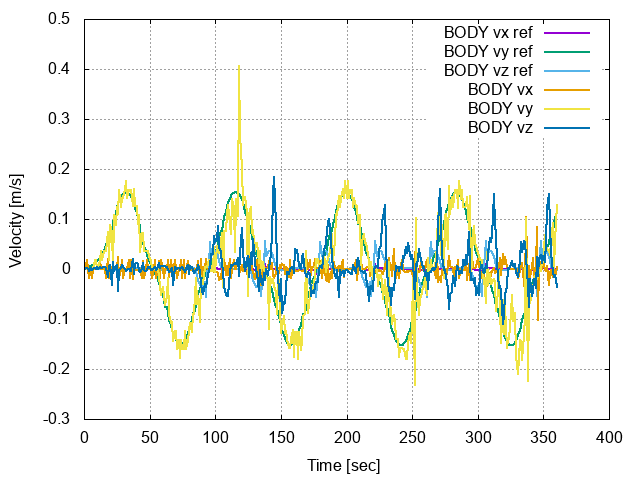 0.5
0.4
0.3
0.2
0.1
0
-0.1
-0.2
-0.3
0 50 100 150 200 250 300 350 400
Velocity [m/s]
Time [sec]
BODY vx ref
BODY vy ref
BODY vz ref
BODY vx
BODY vy
BODY vz